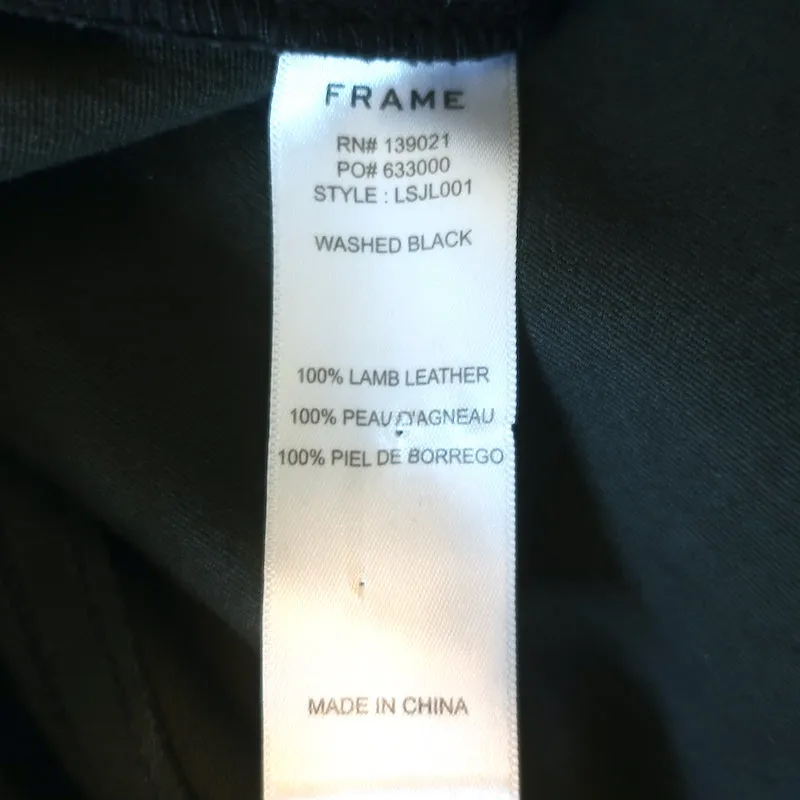 FRAME
RN# 139021
PO# 633000
STYLE : LSJL001
WASHED BLACK
100% LAMB LEATHER
100% PEAU D'AGNEAU
100% PIEL DE BORREGO
MADE IN CHINA